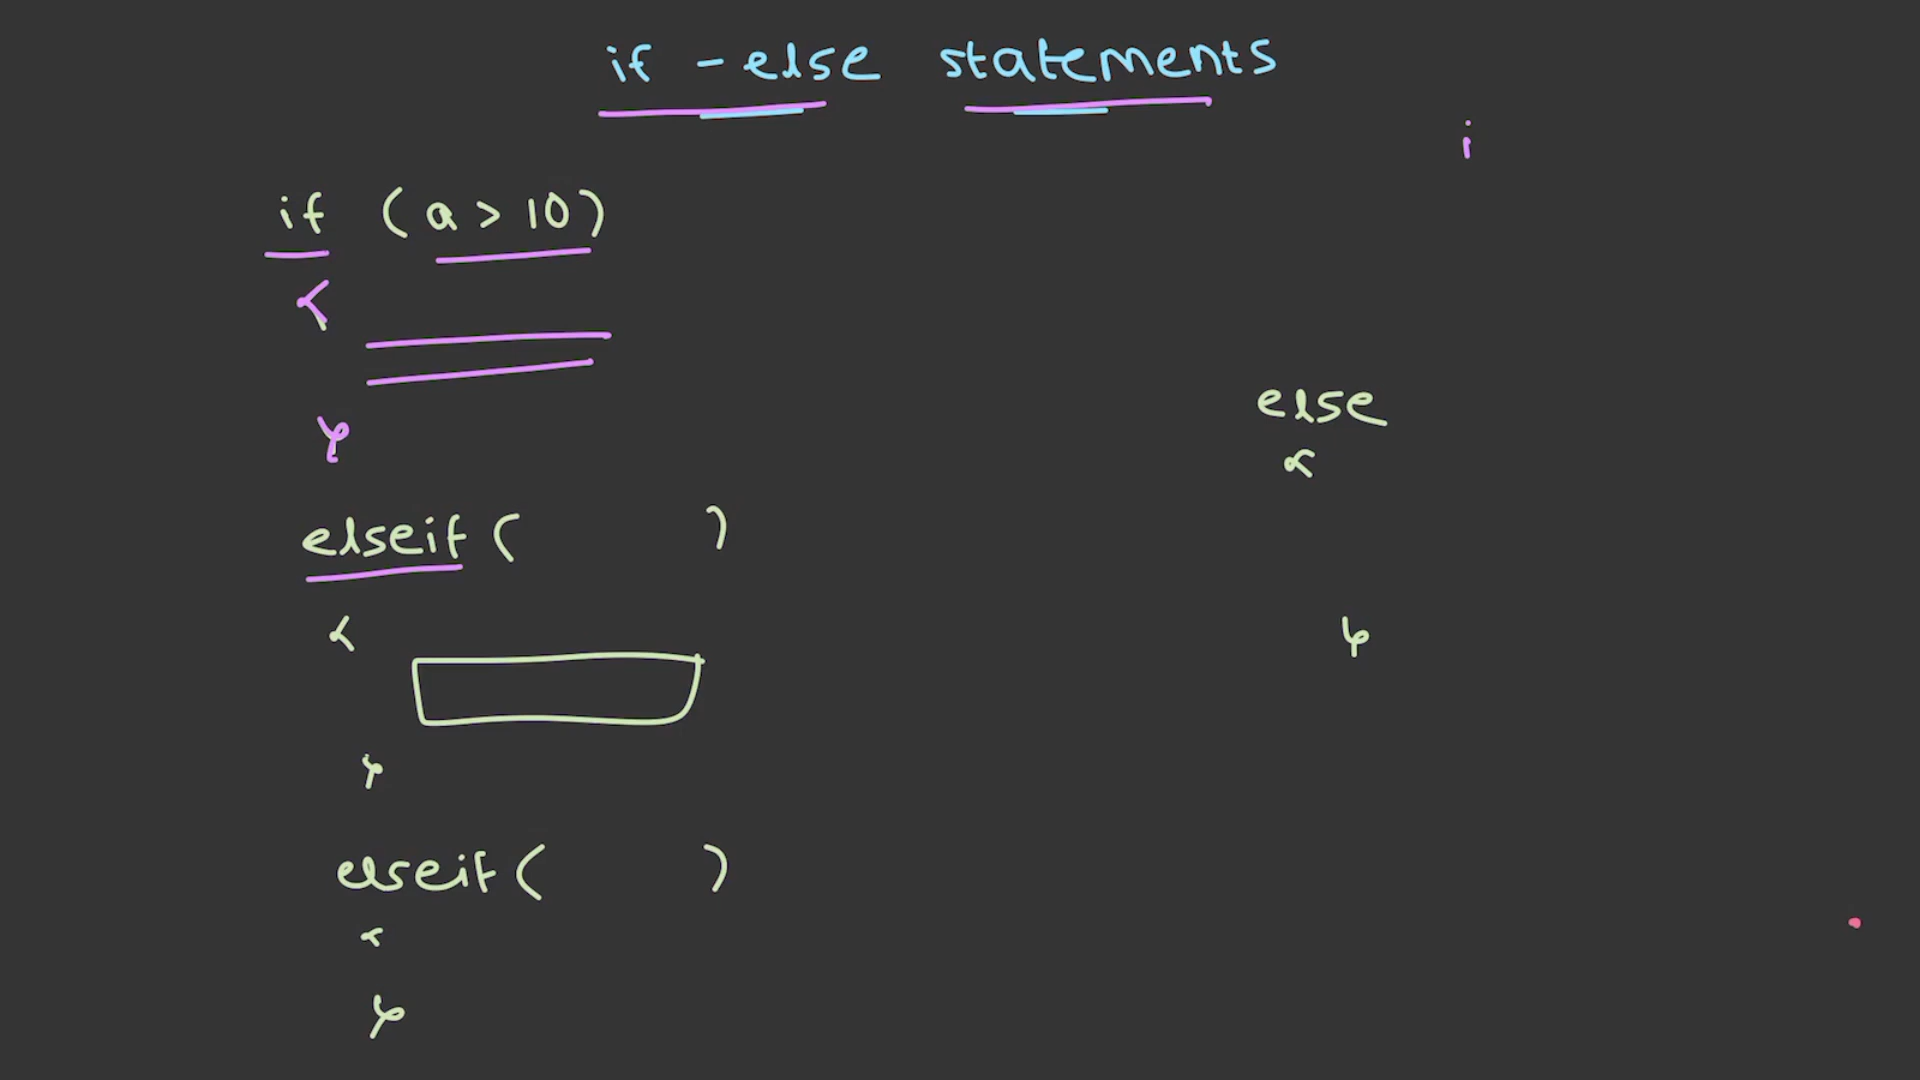 if - else statements
i
if (a > 10)
{
}
elseif ( )
{
}
elseif ( )
{
}
else
{
}